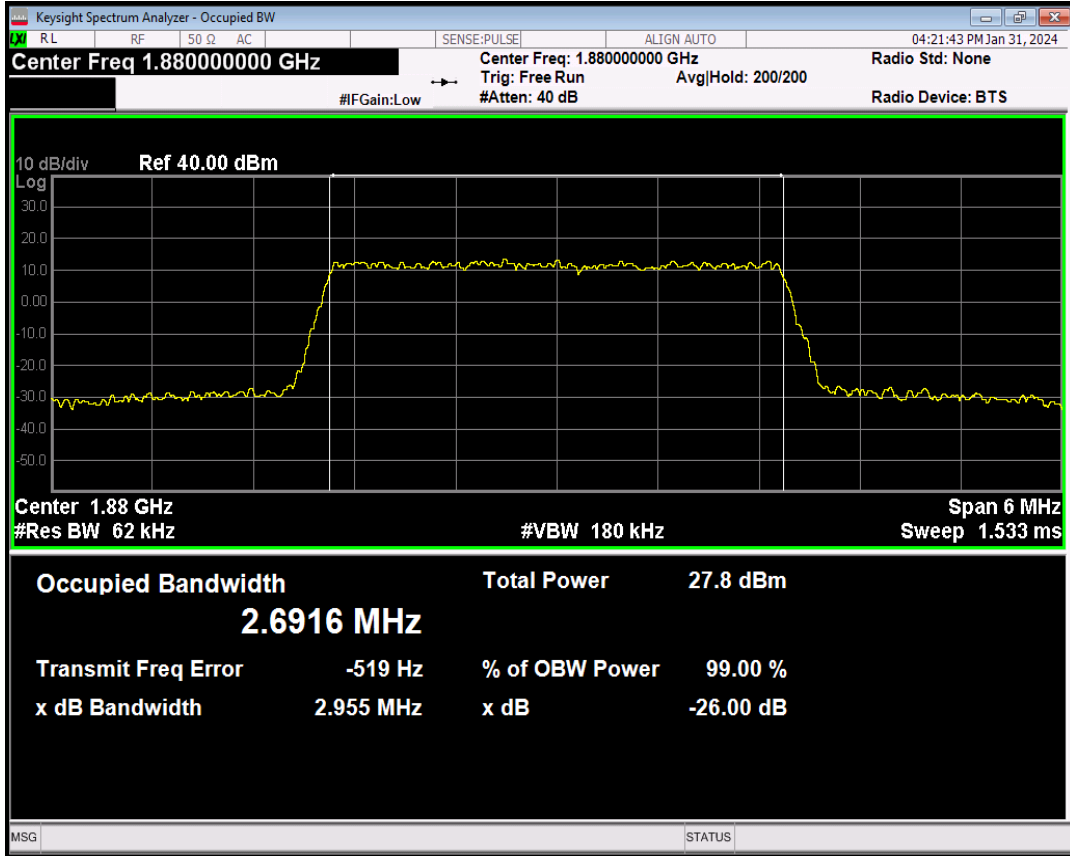 Keysight Spectrum Analyzer - Occupied BW
LXI RL RF 50 Ω AC SENSE:PULSE ALIGN AUTO 04:21:43 PM Jan 31, 2024
Center Freq 1.880000000 GHz Center Freq: 1.880000000 GHz Radio Std: None
Trig: Free Run Avg|Hold: 200/200
#IFGain:Low #Atten: 40 dB Radio Device: BTS
10 dB/div Ref 40.00 dBm
Log
30.0
20.0
10.0
0.00
-10.0
-20.0
-30.0
-40.0
-50.0
Center 1.88 GHz Span 6 MHz
#Res BW 62 kHz #VBW 180 kHz Sweep 1.533 ms
Occupied Bandwidth Total Power 27.8 dBm
2.6916 MHz
Transmit Freq Error -519 Hz % of OBW Power 99.00 %
x dB Bandwidth 2.955 MHz x dB -26.00 dB
MSG STATUS